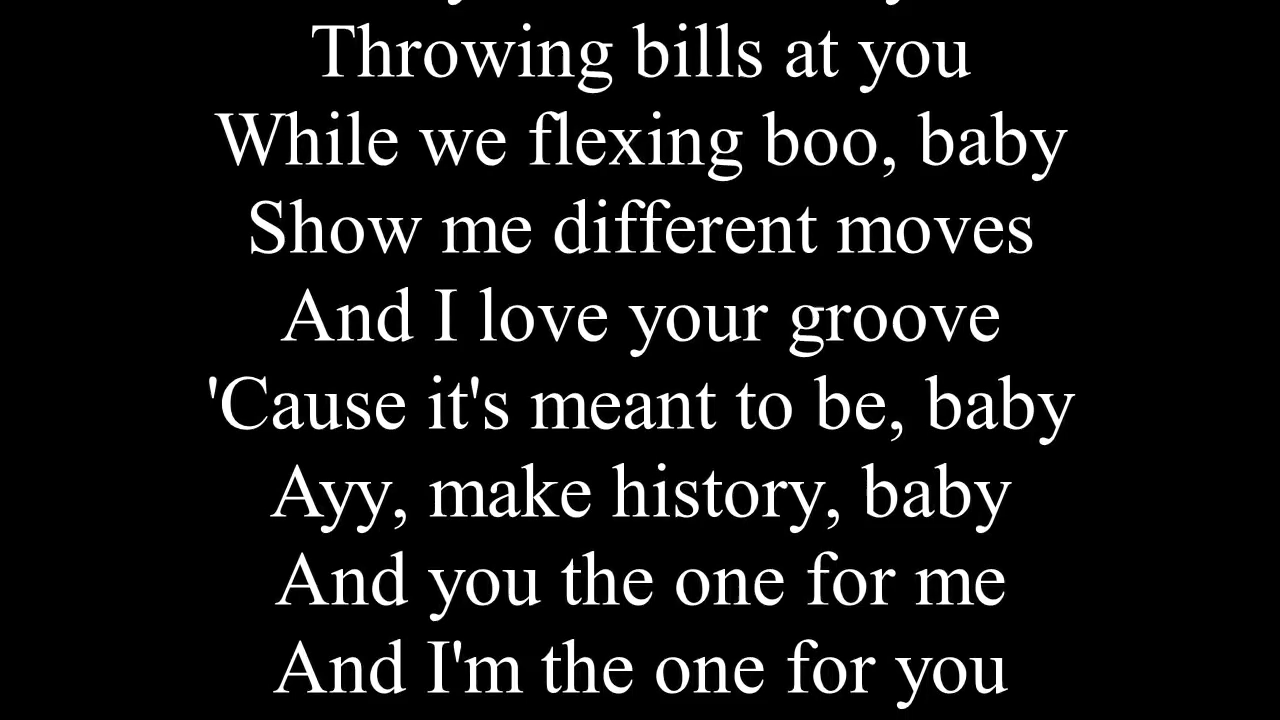 Throwing bills at you
While we flexing boo, baby
Show me different moves
And I love your groove
'Cause it's meant to be, baby
Ayy, make history, baby
And you the one for me
And I'm the one for you